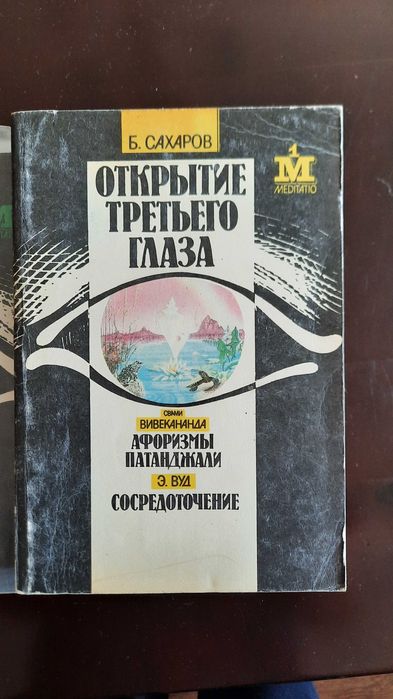 Б. САХАРОВ
1
М
MEDITATIO
ОТКРЫТИЕ
ТРЕТЬЕГО
ГЛАЗА
СВАМИ
ВИВЕКАНАНДА
АФОРИЗМЫ
ПАТАНДЖАЛИ
Э. ВУД
СОСРЕДОТОЧЕНИЕ